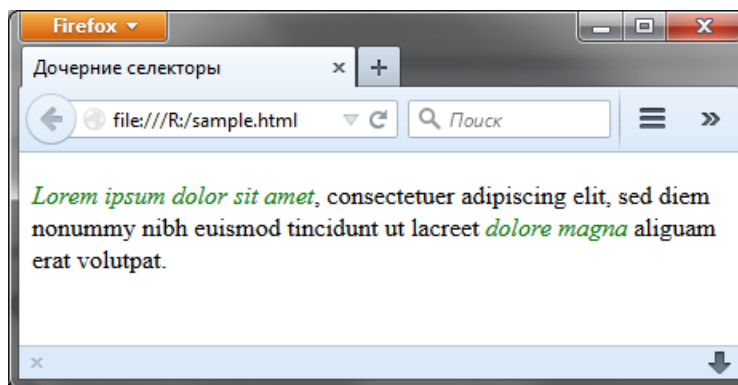 Firefox
Дочерние селекторы
file:///R:/sample.html
Поиск
Lorem ipsum dolor sit amet, consectetuer adipiscing elit, sed diem
nonummy nibh euismod tincidunt ut lacreet dolore magna aliguam
erat volutpat.